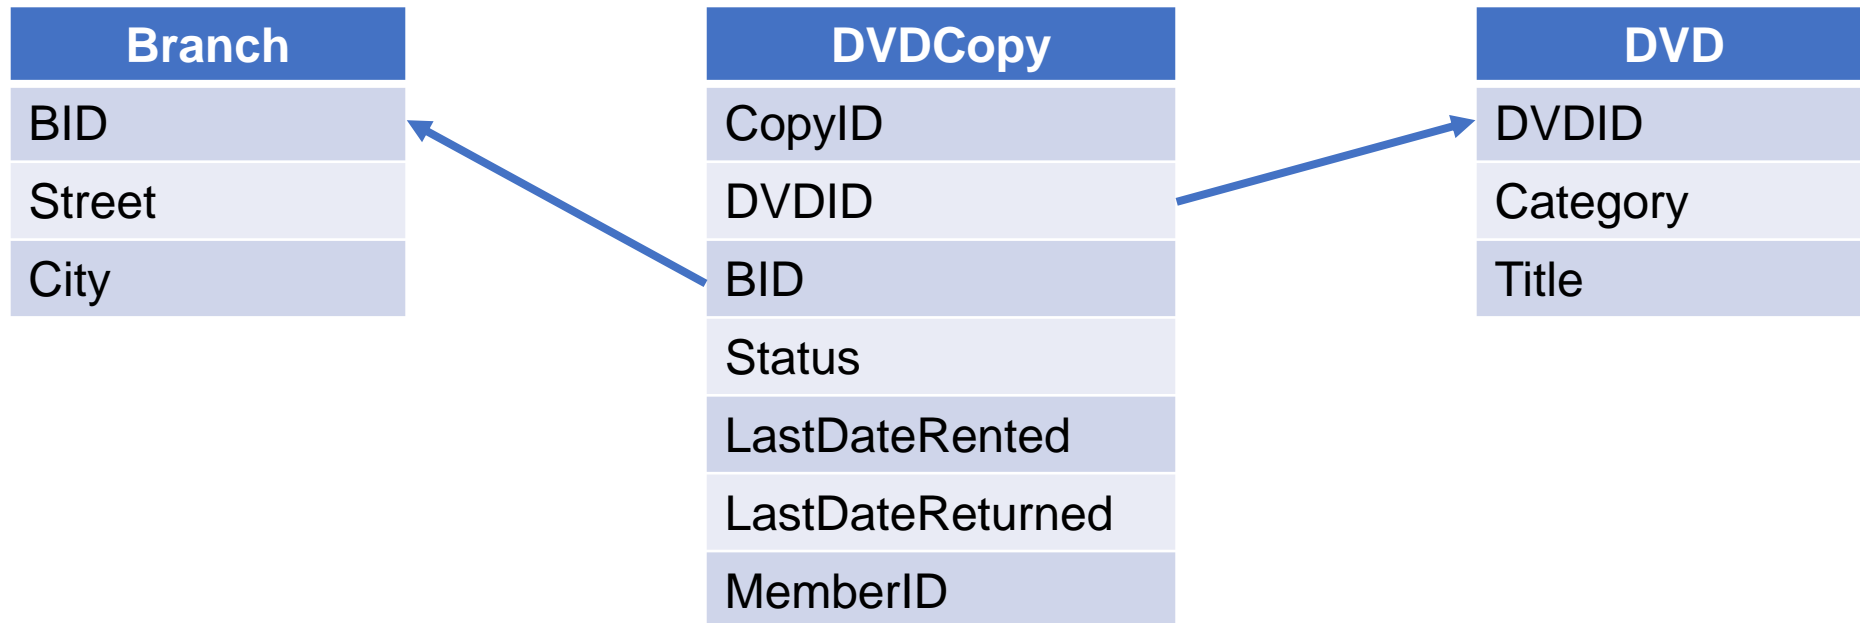 Branch
BID
Street
City
DVDCopy
CopyID
DVDID
BID
Status
LastDateRented
LastDateReturned
MemberID
DVD
DVDID
Category
Title